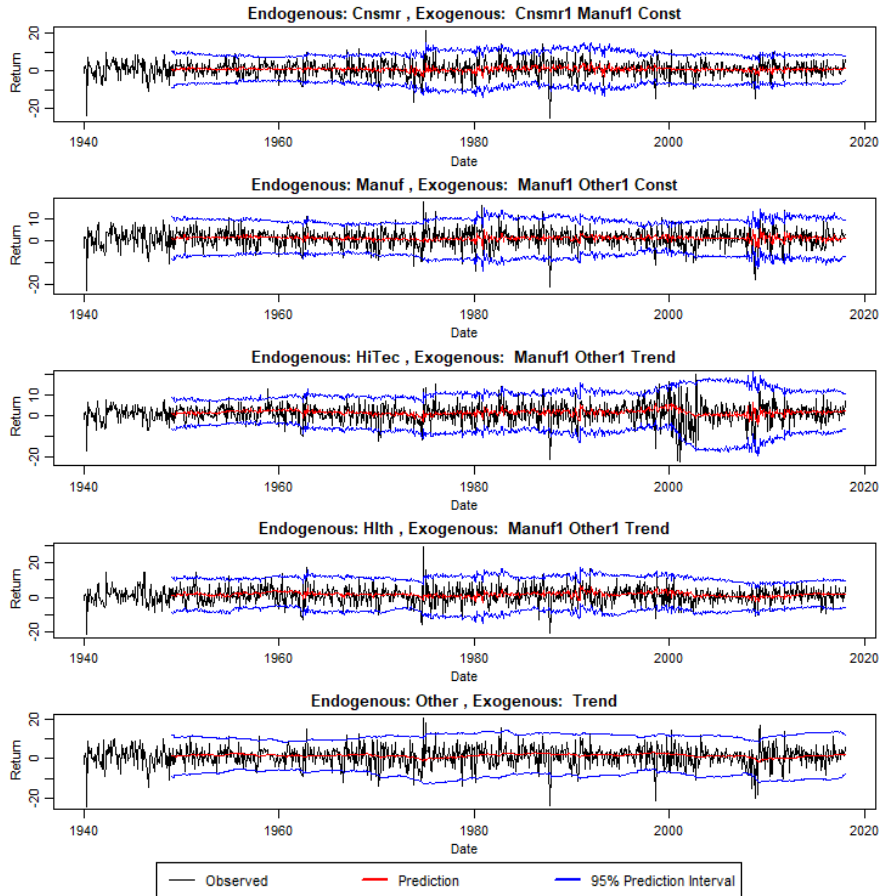 Endogenous: Cnsmr , Exogenous:  Cnsmr1 Manuf1 Const
Return
20
0
-20
1940 1960 1980 2000 2020
Date
Endogenous: Manuf , Exogenous:  Manuf1 Other1 Const
Return
10
0
-20
1940 1960 1980 2000 2020
Date
Endogenous: HiTec , Exogenous:  Manuf1 Other1 Trend
Return
10
0
-20
1940 1960 1980 2000 2020
Date
Endogenous: Hlth , Exogenous:  Manuf1 Other1 Trend
Return
20
0
-20
1940 1960 1980 2000 2020
Date
Endogenous: Other , Exogenous:  Trend
Return
20
0
-20
1940 1960 1980 2000 2020
Date
Observed Prediction 95% Prediction Interval